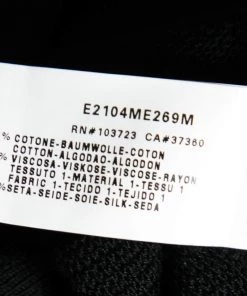 E2104ME269M
RN#103723 CA#37360
% COTONE-BAUMWOLLE-COTON
COTTON-ALGODAO-ALGODON
% VISCOSA-VISKOSE-VISCOSE-RAYON
TESSUTO 1-MATERIAL 1-TESSU 1
FABRIC 1-TECIDO 1-TEJIDO 1
%SETA-SEIDE-SOIE-SILK-SEDA